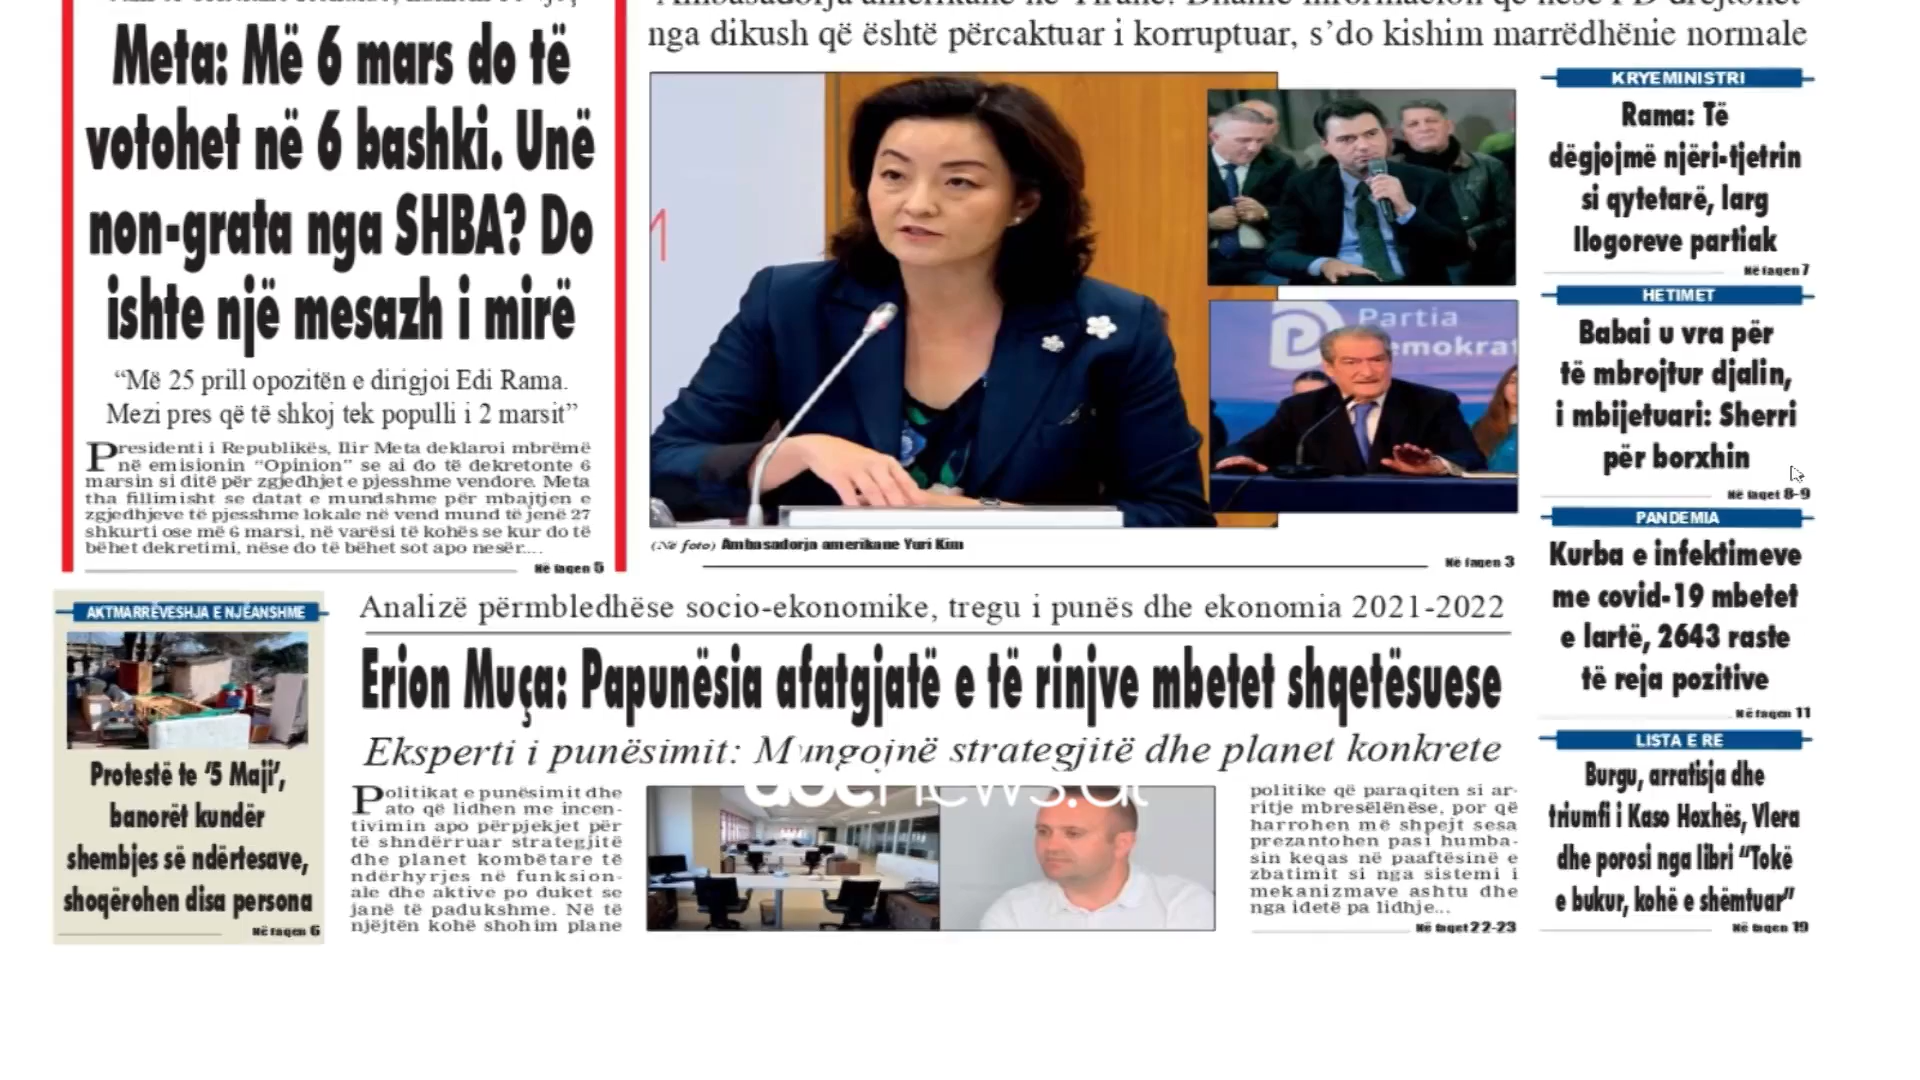 Meta: Më 6 mars do të
votohet në 6 bashki. Unë
non-grata nga SHBA? Do
ishte një mesazh i mirë
“Më 25 prill opozitën e dirigjoi Edi Rama.
Mezi pres që të shkoj tek populli i 2 marsit”
Presidenti i Republikës, Ilir Meta deklaroi mbrëmë
në emisionin “Opinion” se ai do të dekretonte 6
marsin si ditë për zgjedhjet e pjesshme vendore. Meta
tha fillimisht se datat e mundshme për mbajtjen e
zgjedhjeve të pjesshme lokale në vend mund të jenë 27
shkurti ose më 6 marsi, në varësi të kohës se kur do të
bëhet dekretimi, nëse do të bëhet sot apo nesër....
Në faqen 5
nga dikush që është përcaktuar i korruptuar, s’do kishim marrëdhënie normale
Partia
Demokrat
(Në foto) Ambasadorja amerikane Yuri Kim
Në faqen 3
KRYEMINISTRI
Rama: Të
dëgjojmë njëri-tjetrin
si qytetarë, larg
llogoreve partiak
Në faqen 7
HETIMET
Babai u vra për
të mbrojtur djalin,
i mbijetuari: Sherri
për borxhin
Në faqet 8-9
PANDEMIA
Kurba e infektimeve
me covid-19 mbetet
e lartë, 2643 raste
të reja pozitive
Në faqen 11
LISTA E RE
Burgu, arratisja dhe
triumfi i Kaso Hoxhës, Vlera
dhe porosi nga libri “Tokë
e bukur, kohë e shëmtuar”
Në faqen 19
AKTMARRËVESHJA E NJËANSHME
Protestë te ‘5 Maji’,
banorët kundër
shembjes së ndërtesave,
shoqërohen disa persona
Në faqen 6
Analizë përmbledhëse socio-ekonomike, tregu i punës dhe ekonomia 2021-2022
Erion Muça: Papunësia afatgjatë e të rinjve mbetet shqetësuese
Eksperti i punësimit: Mungojnë strategjitë dhe planet konkrete
Politikat e punësimit dhe
ato që lidhen me incen-
tivimin apo përpjekjet për
të shndërruar strategjitë
dhe planet kombëtare të
ndërhyrjes në funksion-
ale dhe aktive po duket se
janë të padukshme. Në të
njëjtën kohë shohim plane
politike që paraqiten si ar-
ritje mbresëlënëse, por që
harrohen më shpejt sesa
prezantohen pasi humba-
sin keqas në paaftësinë e
zbatimit si nga sistemi i
mekanizmave ashtu dhe
nga idetë pa lidhje...
Në faqet 22-23